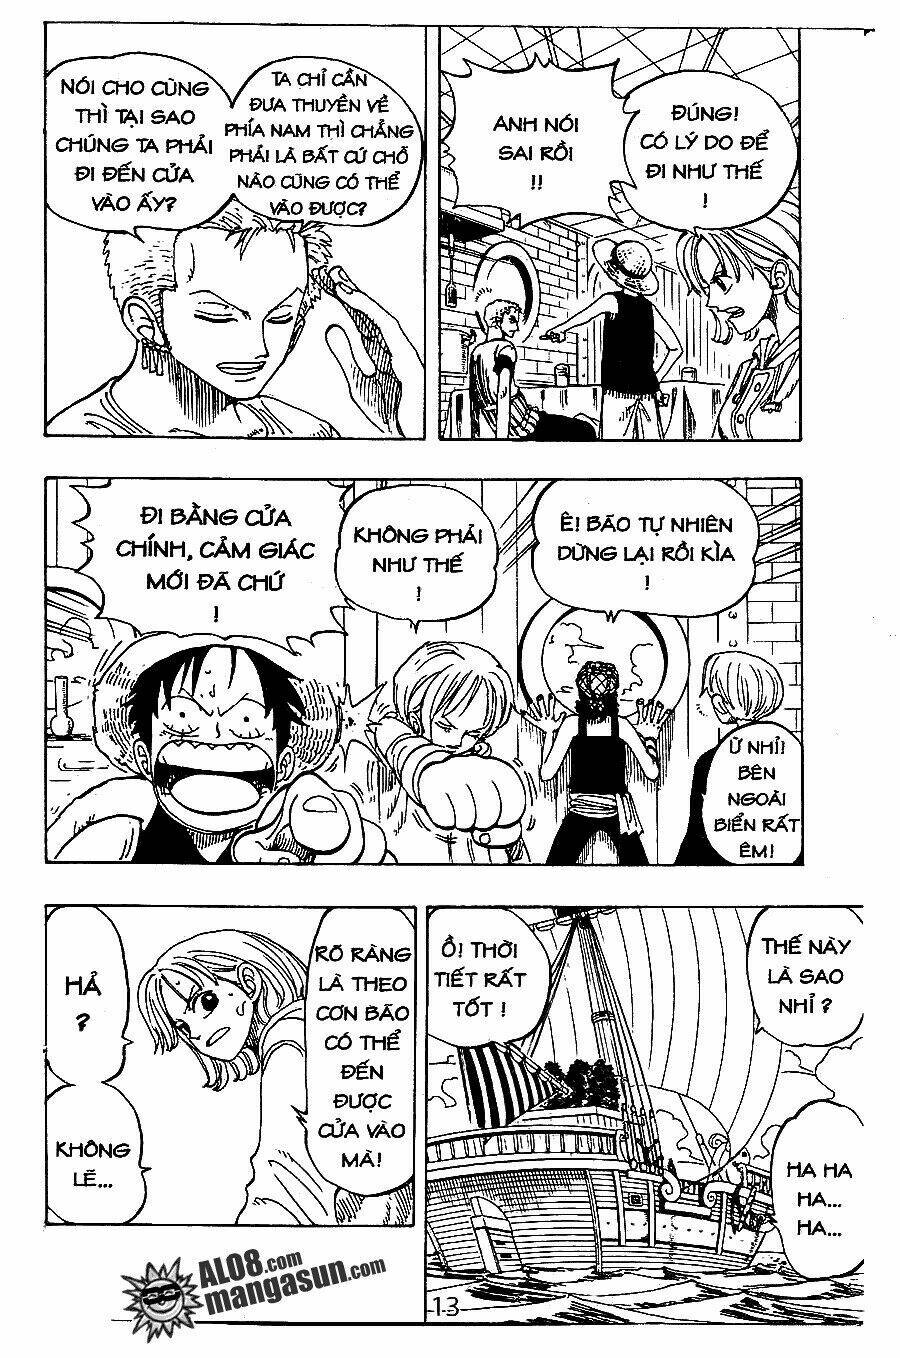 NÓI CHO CÙNG
THÌ TẠI SAO
CHÚNG TA PHẢI
ĐI ĐẾN CỬA
VÀO ẤY?
TA CHỈ CẦN
ĐƯA THUYỀN VỀ
PHÍA NAM THÌ CHẲNG
PHẢI LÀ BẤT CỨ CHỖ
NÀO CŨNG CÓ THỂ
VÀO ĐƯỢC?
ANH NÓI
SAI RỒI
!!
ĐÚNG!
CÓ LÝ DO ĐỂ
ĐI NHƯ THẾ
!
ĐI BẰNG CỬA
CHÍNH, CẢM GIÁC
MỚI ĐÃ CHỨ
!
KHÔNG PHẢI
NHƯ THẾ
!
Ê! BÃO TỰ NHIÊN
DỪNG LẠI RỒI KÌA
!
Ừ NHỈ!
BÊN
NGOÀI
BIỂN RẤT
ÊM!
HẢ
?
KHÔNG
LẼ...
RÕ RÀNG
LÀ THEO
CƠN BÃO
CÓ THỂ
ĐẾN
ĐƯỢC
CỬA VÀO
MÀ!
Ồ! THỜI
TIẾT RẤT
TỐT !
THẾ NÀY
LÀ SAO
NHỈ ?
HA HA
HA...
HA...
AL08.com
mangasun.com
13